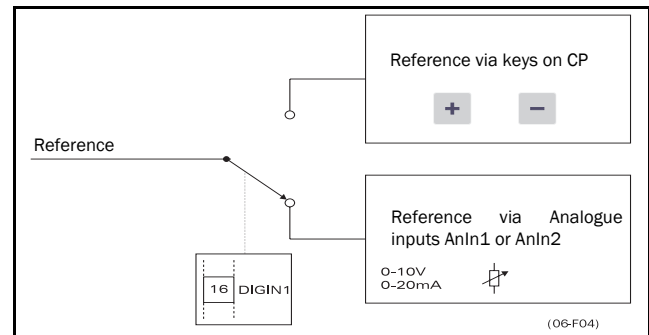 Reference via keys on CP
+ −
Reference
Reference via Analogue
inputs AnIn1 or AnIn2
0-10V
0-20mA
16 DIGIN1
(06-F04)